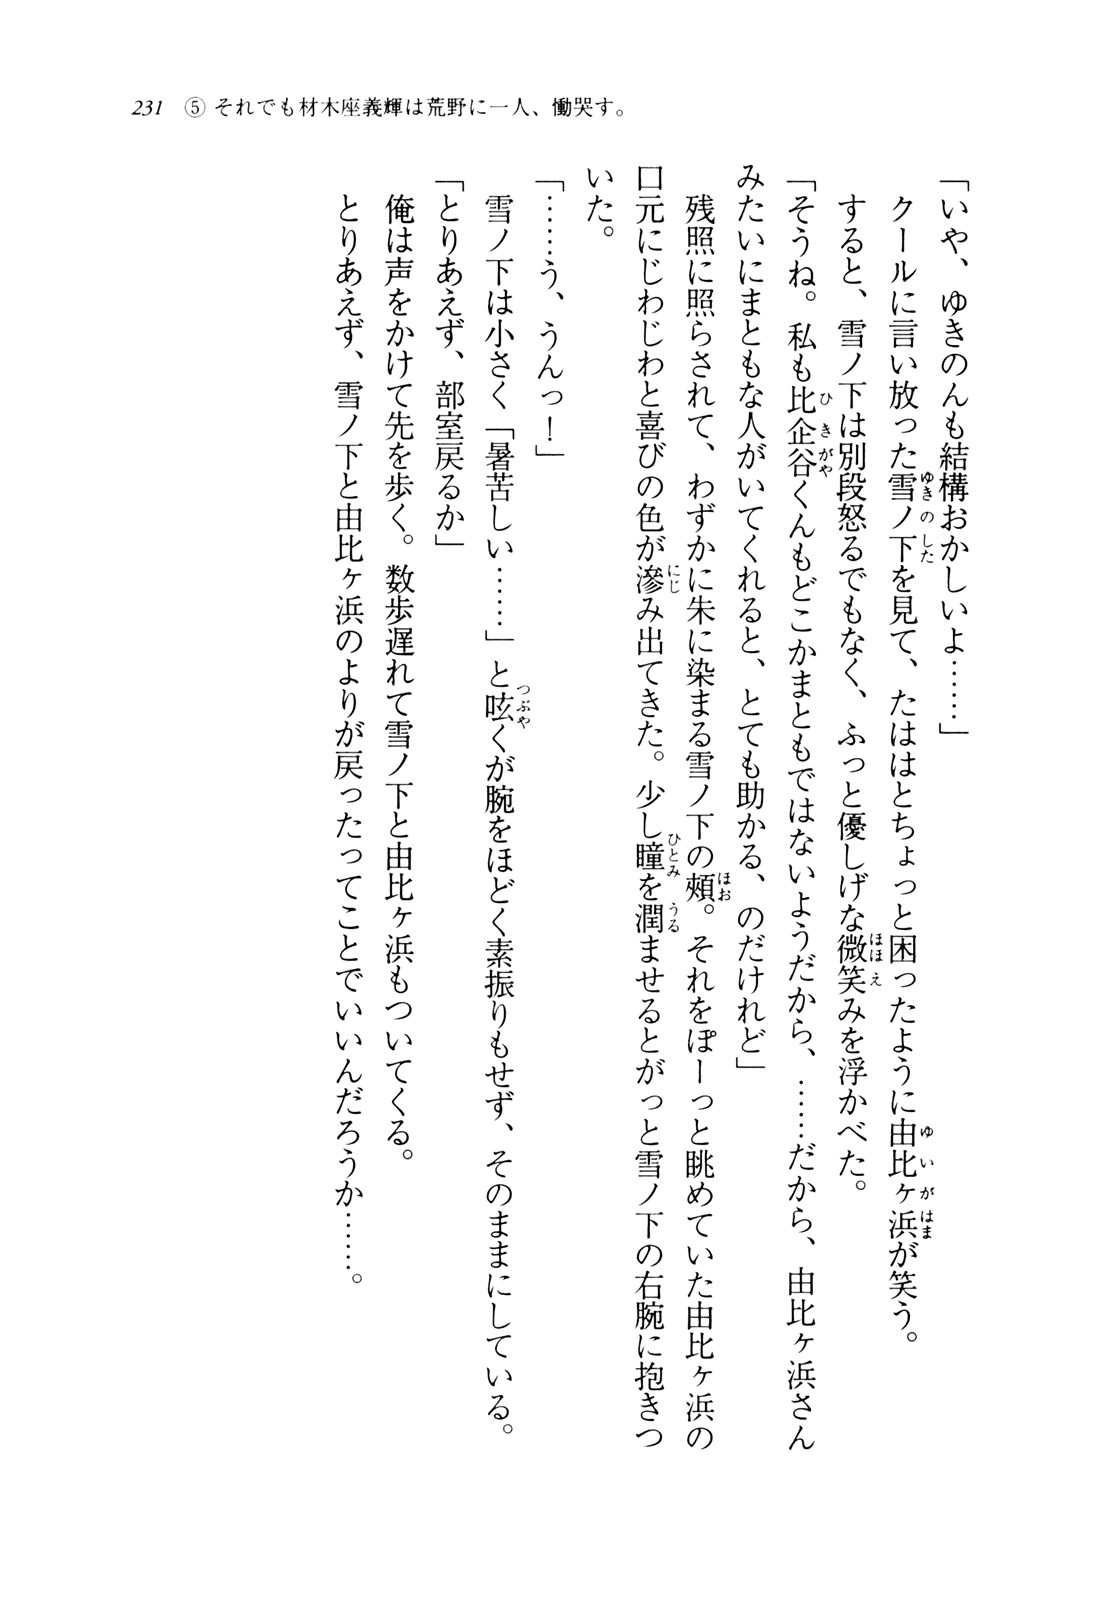 231 ⑤ それでも材木座義輝は荒野に一人、慟哭す。
「いや、ゆきのんも結構おかしいよ……」
クールに言い放った雪ノ下を見て、たははとちょっと困ったように由比ヶ浜が笑う。
すると、雪ノ下は別段怒るでもなく、ふっと優しげな微笑みを浮かべた。
「そうね。私も比企谷くんもどこかまともではないようだから、……だから、由比ヶ浜さん
みたいにまともな人がいてくれると、とても助かる、のだけれど」
残照に照らされて、わずかに朱に染まる雪ノ下の頰。それをぽーっと眺めていた由比ヶ浜の
口元にじわじわと喜びの色が滲み出てきた。少し瞳を潤ませるとがっと雪ノ下の右腕に抱きつ
いた。
「……う、うんっ！」
雪ノ下は小さく「暑苦しい……」と呟くが腕をほどく素振りもせず、そのままにしている。
「とりあえず、部室戻るか」
俺は声をかけて先を歩く。数歩遅れて雪ノ下と由比ヶ浜もついてくる。
とりあえず、雪ノ下と由比ヶ浜のよりが戻ったってことでいいんだろうか……。